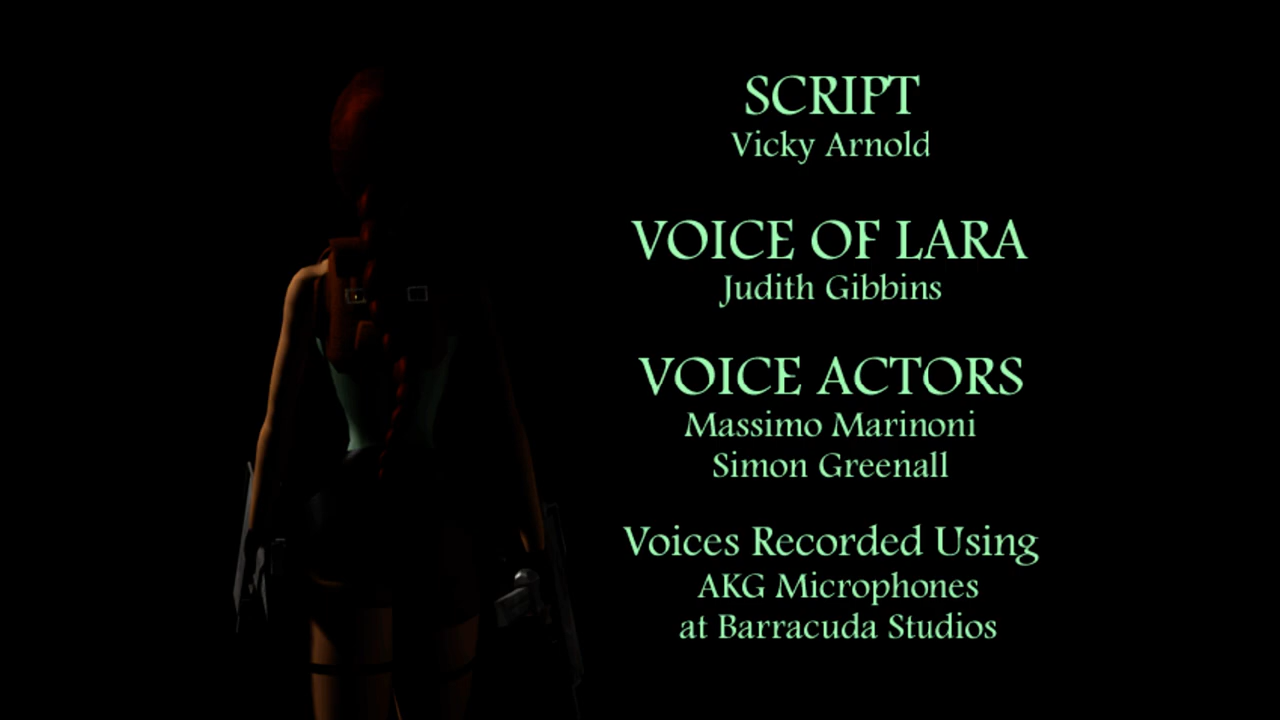 SCRIPT
Vicky Arnold
VOICE OF LARA
Judith Gibbins
VOICE ACTORS
Massimo Marinoni
Simon Greenall
Voices Recorded Using
AKG Microphones
at Barracuda Studios